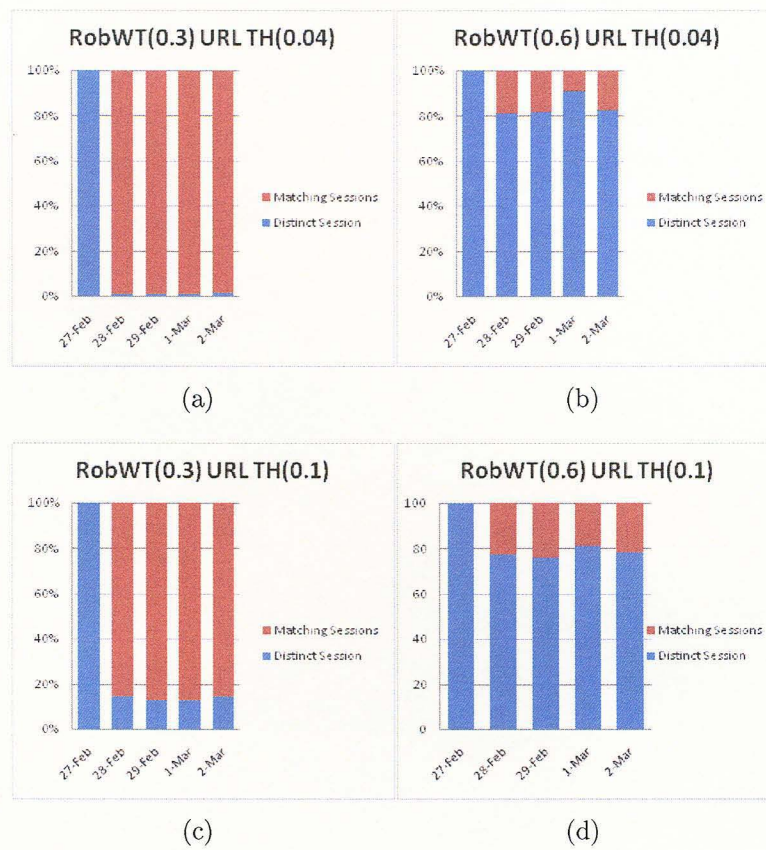 RobWT(0.3) URL TH(0.04)
100%
80%
60%
40%
20%
0%
27-Feb
28-Feb
29-Feb
1-Mar
2-Mar
Matching Sessions
Distinct Session
(a)
RobWT(0.6) URL TH(0.04)
100%
80%
60%
40%
20%
0%
27-Feb
28-Feb
29-Feb
1-Mar
2-Mar
Matching Sessions
Distinct Session
(b)
RobWT(0.3) URL TH(0.1)
100%
80%
60%
40%
20%
0%
27-Feb
28-Feb
29-Feb
1-Mar
2-Mar
Matching Sessions
Distinct Session
(c)
RobWT(0.6) URL TH(0.1)
100
80
60
40
20
0
27-Feb
28-Feb
29-Feb
1-Mar
2-Mar
Matching Sessions
Distinct Session
(d)